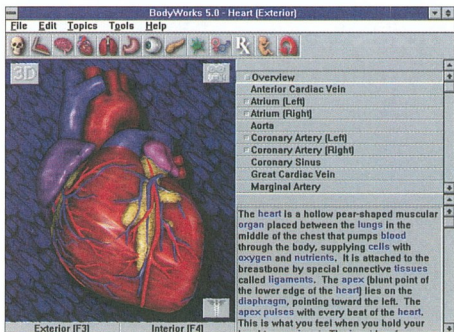 BodyWorks 5.0 - Heart (Exterior)
File Edit Topics Tools Help
Rx
3D
Overview
Anterior Cardiac Vein
Atrium (Left)
Atrium (Right)
Aorta
Coronary Artery (Left)
Coronary Artery (Right)
Coronary Sinus
Great Cardiac Vein
Marginal Artery
The heart is a hollow pear-shaped muscular
organ placed between the lungs in the
middle of the chest that pumps blood
through the body, supplying cells with
oxygen and nutrients. It is attached to the
breastbone by special connective tissues
called ligaments. The apex (blunt point of
the lower edge of the heart) lies on the
diaphragm, pointing toward the left. The
apex pulses with every beat of the heart.
This is what you feel when you hold your
Exterior [F3] Interior [F4]